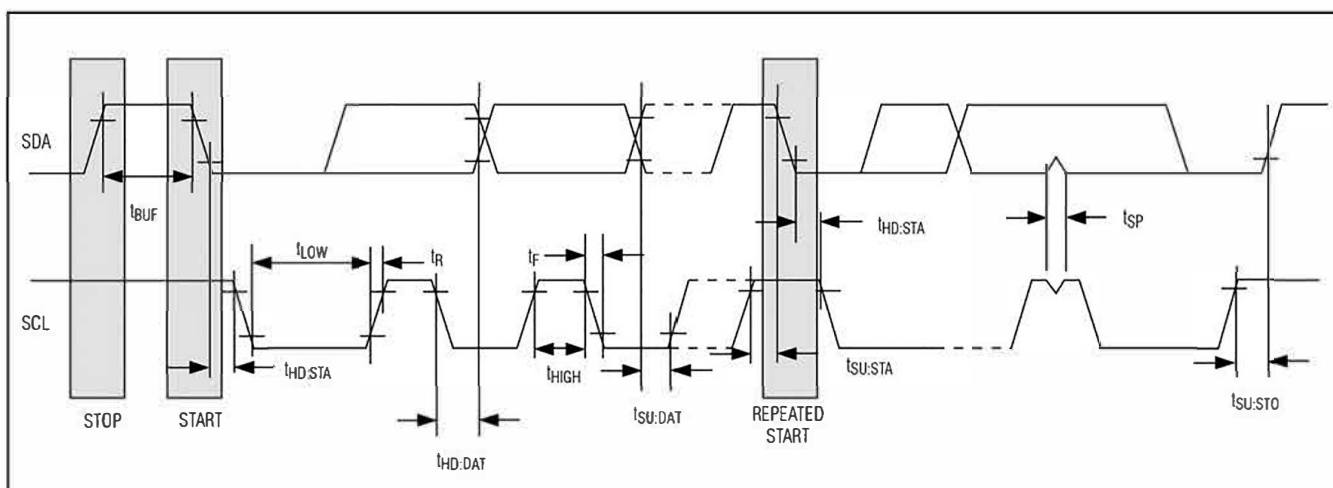 SDA
tBUF
tHD:STA
tSP
tLOW
tR
tF
SCL
tHD:STA
tHIGH
tSU:STA
tSU:DAT
tSU:STO
STOP
START
REPEATED
START
tHD:DAT